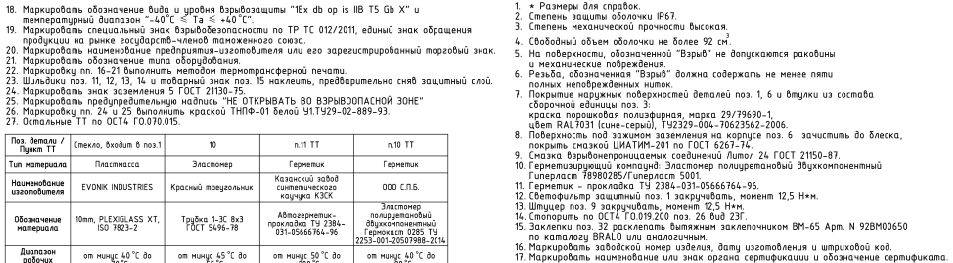 1. * Размеры для справок.
2. Степень защиты оболочки IP67.
3. Степень механической прочности высокая.
4. Свободный объем оболочки не более 92 см³
5. На поверхности, обозначенной "Взрыв" не допускаются раковины
и механические повреждения.
6. Резьба, обозначенная "Взрыв" должна содержать не менее пяти
полных неповрежденных ниток.
7. Покрытие наружных поверхностей деталей поз. 1, 6 и втулки из состава
сборочной единицы поз. 3:
краска порошковая полиэфирная, марка 29/79690-1,
цвет RAL7031 (сине-серый), ТУ2329-004-70623562-2006.
8. Поверхность под зажимом заземления на корпусе поз. 6 зачистить до блеска,
покрыть смазкой ЦИАТИМ-201 по ГОСТ 6267-74.
9. Смазка взрывонепроницаемых соединений Литол 24 ГОСТ 21150-87.
10. Герметизирующий компаунд: Эластомер полиуретановый двухкомпонентный
Гиперласт 78980285/Гиперласт 5001.
11. Герметик - прокладка ТУ 2384-031-05666764-96.
12. Светофильтр защитный поз. 1 закручивать, момент 12,5 Н*м.
13. Штуцер поз. 9 закручивать, момент 12,5 Н*м.
14. Стопорить по ОСТ4 ГО.019.200 поз. 26 вид 23Г.
15. Заклепки поз. 32 расклепать вытяжным заклепочником ВМ-65 Арт. N 92BM00650
по каталогу BRALO или аналогичным.
16. Маркировать заводской номер изделия, дату изготовления и штриховой код.
17. Маркировать наименование или знак органа сертификации и обозначение сертификата.
18. Маркировать обозначение вида и уровня взрывозащиты "1Ex db op is IIB T5 Gb X" и
температурный диапазон "-40°C ≤ Ta ≤ +40°C".
19. Маркировать специальный знак взрывобезопасности по ТР ТС 012/2011, единый знак обращения
продукции на рынке государств-членов таможенного союзс.
20. Маркировать наименование предприятия-изготовителя или его зарегистрированный торговый знак.
21. Маркировать обозначение типа оборудования.
22. Маркировку пп. 16-21 выполнить методом термотрансферной печати.
23. Шильдики поз. 11, 12, 13, 14 и товарный знак поз. 15 наклеить, предварительно сняв защитный слой.
24. Маркировать знак заземления 5 ГОСТ 21130-75.
25. Маркировать предупредительную надпись "НЕ ОТКРЫВАТЬ ВО ВЗРЫВООПАСНОЙ ЗОНЕ"
26. Маркировку пп. 24 и 25 выполнить краской ТНПФ-01 белой У1.ТУ29-02-889-93.
27. Остальные ТТ по ОСТ4 ГО.070.015.
Поз. детали / Пункт ТТ
Стекло, входит в поз.1
10
п.11 ТТ
п.10 ТТ
Тип материала
Пластмасса
Эластомер
Герметик
Герметик
Наименование изготовителя
EVONIK INDUSTRIES
Красный треугольник
Казанский завод синтетического каучука КЗСК
ООО С.П.Б.
Обозначение материала
10mm, PLEXIGLASS XT, ISO 7823-2
Трубка 1-3С 8х3 ГОСТ 5496-78
Автогерметик-прокладка ТУ 2384-031-05666764-96
Эластомер полиуретановый двухкомпонентный Гермокаст 0285 ТУ 2253-001-20507988-2014
Диапазон рабочих
от минус 40 °C до
от минус 45 °C до
от минус 50 °C до
от минус 40 °C до